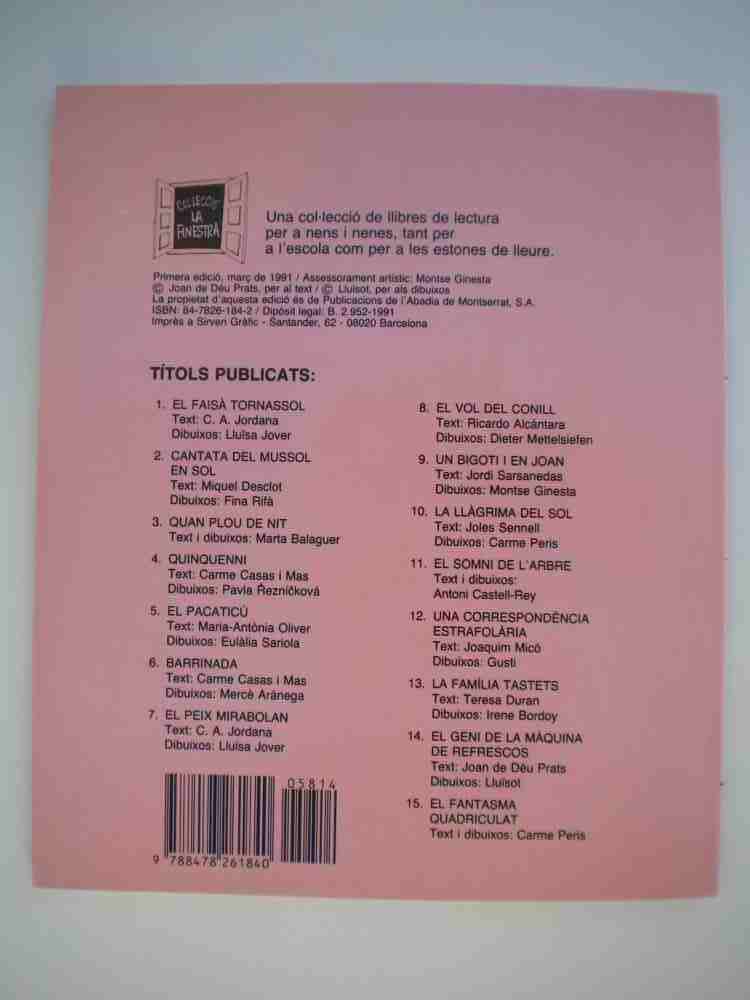 COL·LECCIÓ
LA
FINESTRA
Una col·lecció de llibres de lectura
per a nens i nenes, tant per
a l'escola com per a les estones de lleure.
Primera edició, març de 1991 / Assessorament artístic: Montse Ginesta
© Joan de Déu Prats, per al text / © Lluïsot, per als dibuixos
La propietat d'aquesta edició és de Publicacions de l'Abadia de Montserrat, S.A.
ISBN: 84-7826-184-2 / Dipòsit legal: B. 2.952-1991
Imprès a Sirven Gràfic - Santander, 62 - 08020 Barcelona
TÍTOLS PUBLICATS:
1. EL FAISÀ TORNASSOL
Text: C. A. Jordana
Dibuixos: Lluïsa Jover
2. CANTATA DEL MUSSOL
EN SOL
Text: Miquel Desclot
Dibuixos: Fina Rifà
3. QUAN PLOU DE NIT
Text i dibuixos: Marta Balaguer
4. QUINQUENNI
Text: Carme Casas i Mas
Dibuixos: Pavla Řezníčková
5. EL PACATICÚ
Text: Maria-Antònia Oliver
Dibuixos: Eulàlia Sariola
6. BARRINADA
Text: Carme Casas i Mas
Dibuixos: Mercè Arànega
7. EL PEIX MIRABOLAN
Text: C. A. Jordana
Dibuixos: Lluïsa Jover
8. EL VOL DEL CONILL
Text: Ricardo Alcántara
Dibuixos: Dieter Mettelsiefen
9. UN BIGOTI I EN JOAN
Text: Jordi Sarsanedas
Dibuixos: Montse Ginesta
10. LA LLÀGRIMA DEL SOL
Text: Joles Sennell
Dibuixos: Carme Peris
11. EL SOMNI DE L'ARBRE
Text i dibuixos:
Antoni Castell-Rey
12. UNA CORRESPONDÈNCIA
ESTRAFOLÀRIA
Text: Joaquim Micó
Dibuixos: Gusti
13. LA FAMÍLIA TASTETS
Text: Teresa Duran
Dibuixos: Irene Bordoy
14. EL GENI DE LA MÀQUINA
DE REFRESCOS
Text: Joan de Déu Prats
Dibuixos: Lluïsot
15. EL FANTASMA
QUADRICULAT
Text i dibuixos: Carme Peris
05814
9 788478 261840